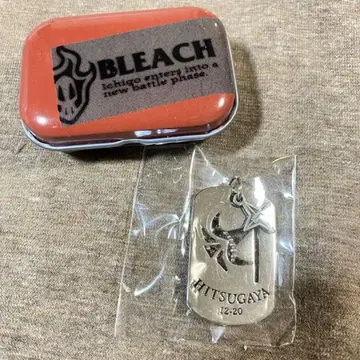 BLEACH
Ichigo enters into a
new battle phase.
HITSUGAYA
12·20